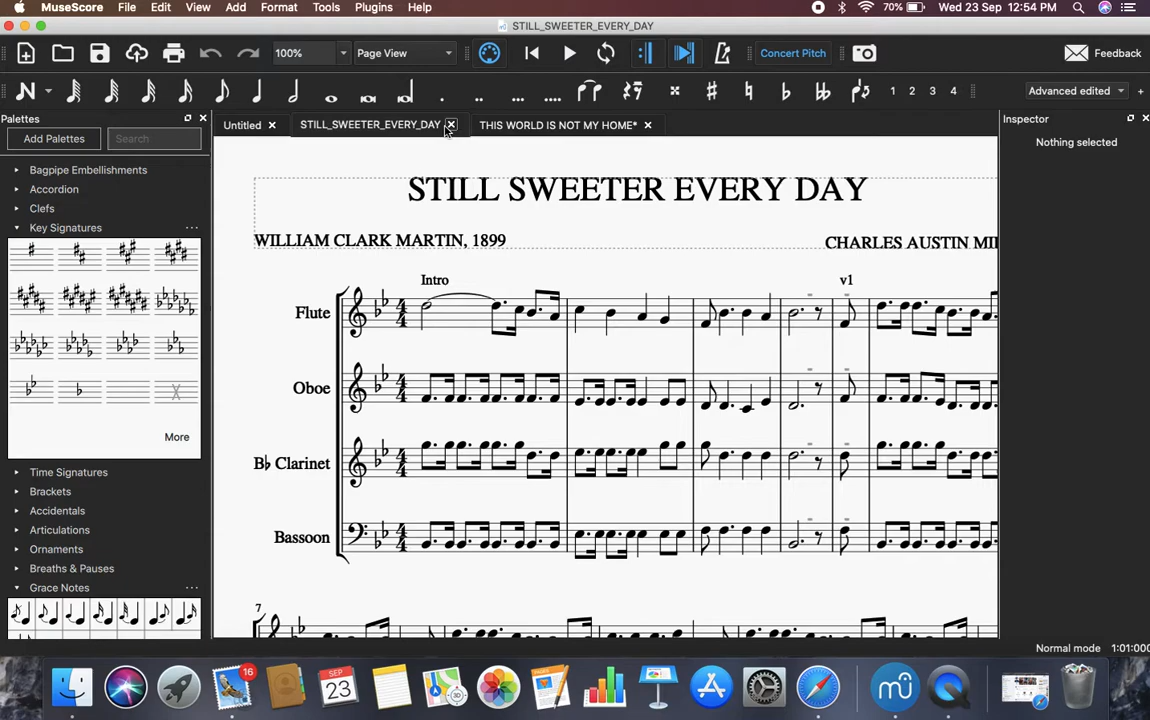 MuseScore File Edit View Add Format Tools Plugins Help 70% Wed 23 Sep 12:54 PM
STILL_SWEETER_EVERY_DAY
100% Page View Concert Pitch Feedback
1 2 3 4 Advanced edited
Palettes
Untitled STILL_SWEETER_EVERY_DAY THIS WORLD IS NOT MY HOME*
Inspector
Add Palettes Search
Nothing selected
Bagpipe Embellishments
Accordion
Clefs
Key Signatures
More
Time Signatures
Brackets
Accidentals
Articulations
Ornaments
Breaths & Pauses
Grace Notes
STILL SWEETER EVERY DAY
WILLIAM CLARK MARTIN, 1899
CHARLES AUSTIN MI
Intro v1
Flute
Oboe
B♭ Clarinet
Bassoon
7
Normal mode 1:01:000
16
SEP
23